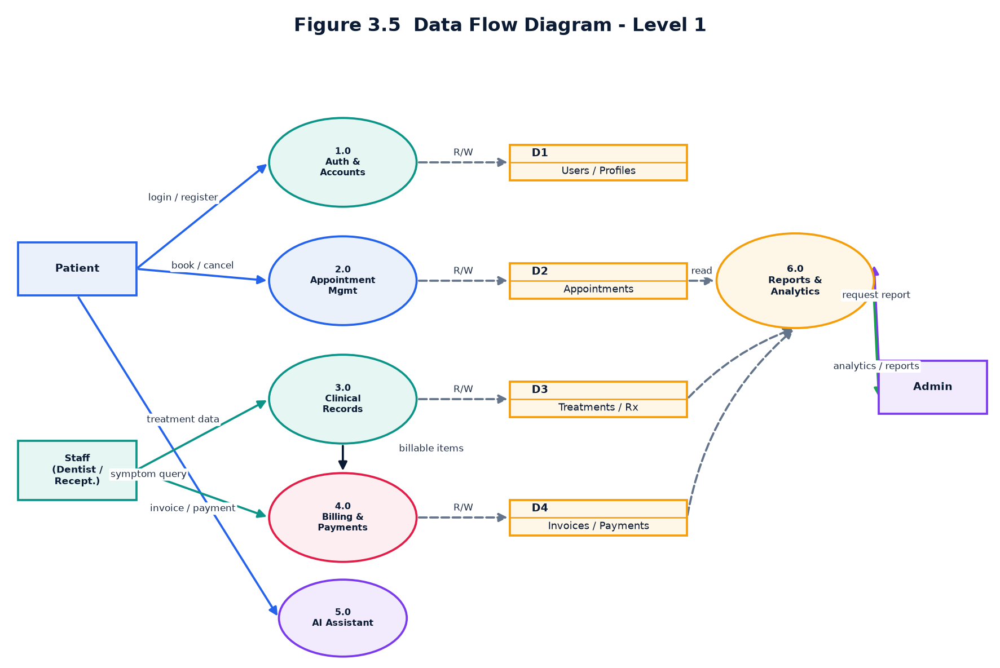 Figure 3.5  Data Flow Diagram - Level 1
1.0
Auth &
Accounts
R/W
D1
Users / Profiles
login / register
Patient
book / cancel
2.0
Appointment
Mgmt
R/W
D2
Appointments
read
6.0
Reports &
Analytics
request report
analytics / reports
Admin
3.0
Clinical
Records
R/W
D3
Treatments / Rx
treatment data
billable items
Staff
(Dentist /
Recept.)
symptom query
invoice / payment
4.0
Billing &
Payments
R/W
D4
Invoices / Payments
5.0
AI Assistant